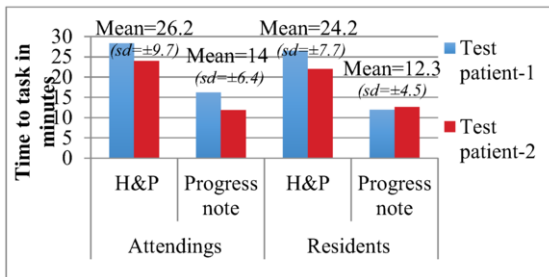 Time to task in
minutes
30
25
20
15
10
5
0
Mean=26.2
(sd=±9.7)
Mean=14
(sd=±6.4)
Mean=24.2
(sd=±7.7)
Mean=12.3
(sd=±4.5)
H&P
Progress
note
H&P
Progress
note
Attendings
Residents
Test
patient-1
Test
patient-2